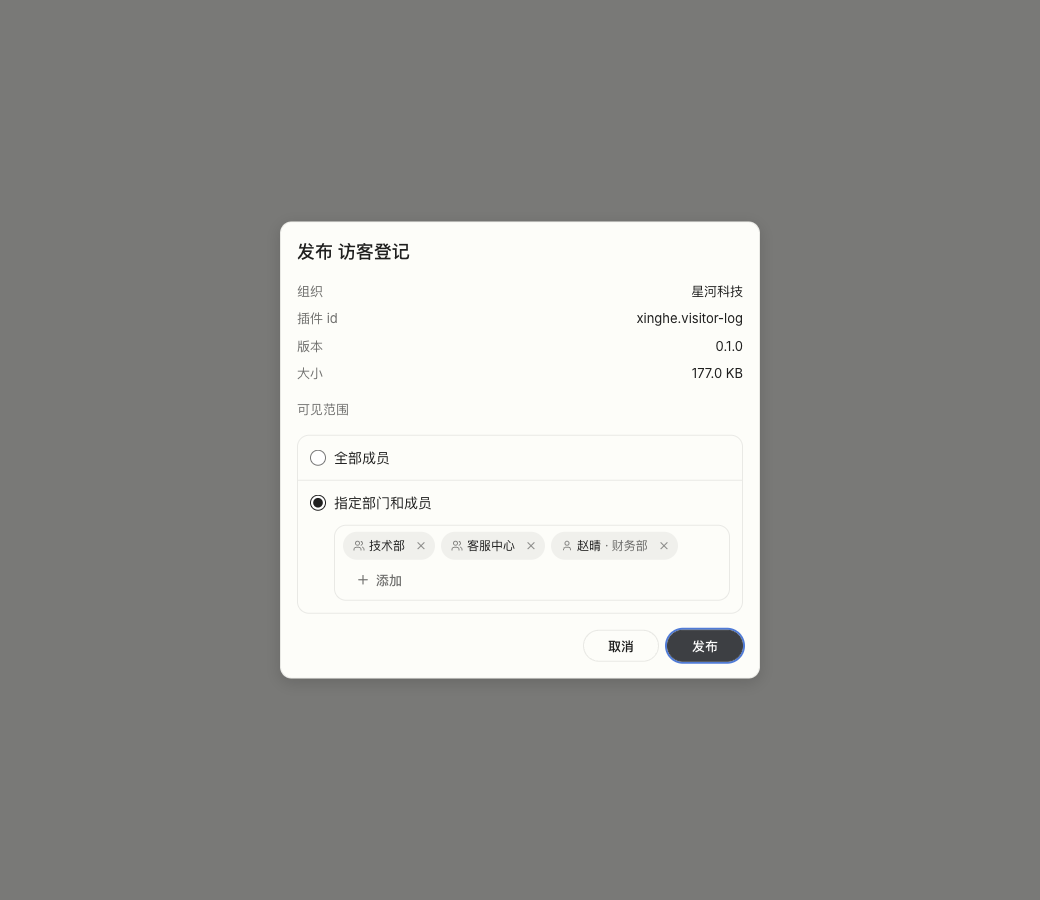 发布 访客登记
组织 星河科技
插件 id xinghe.visitor-log
版本 0.1.0
大小 177.0 KB
可见范围
全部成员
指定部门和成员
技术部 客服中心 赵晴 · 财务部
添加
取消 发布